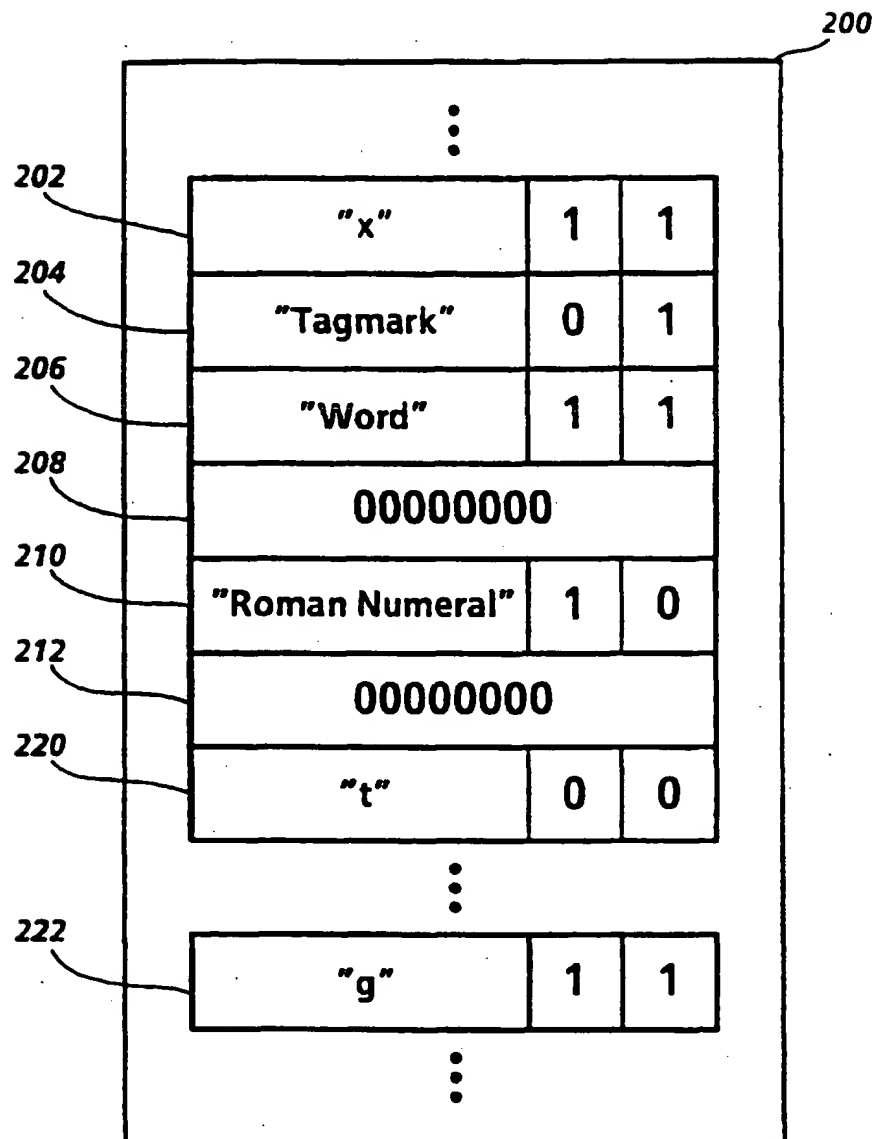 200
202 "x" 1 1
204 "Tagmark" 0 1
206 "Word" 1 1
208 00000000
210 "Roman Numeral" 1 0
212 00000000
220 "t" 0 0
222 "g" 1 1